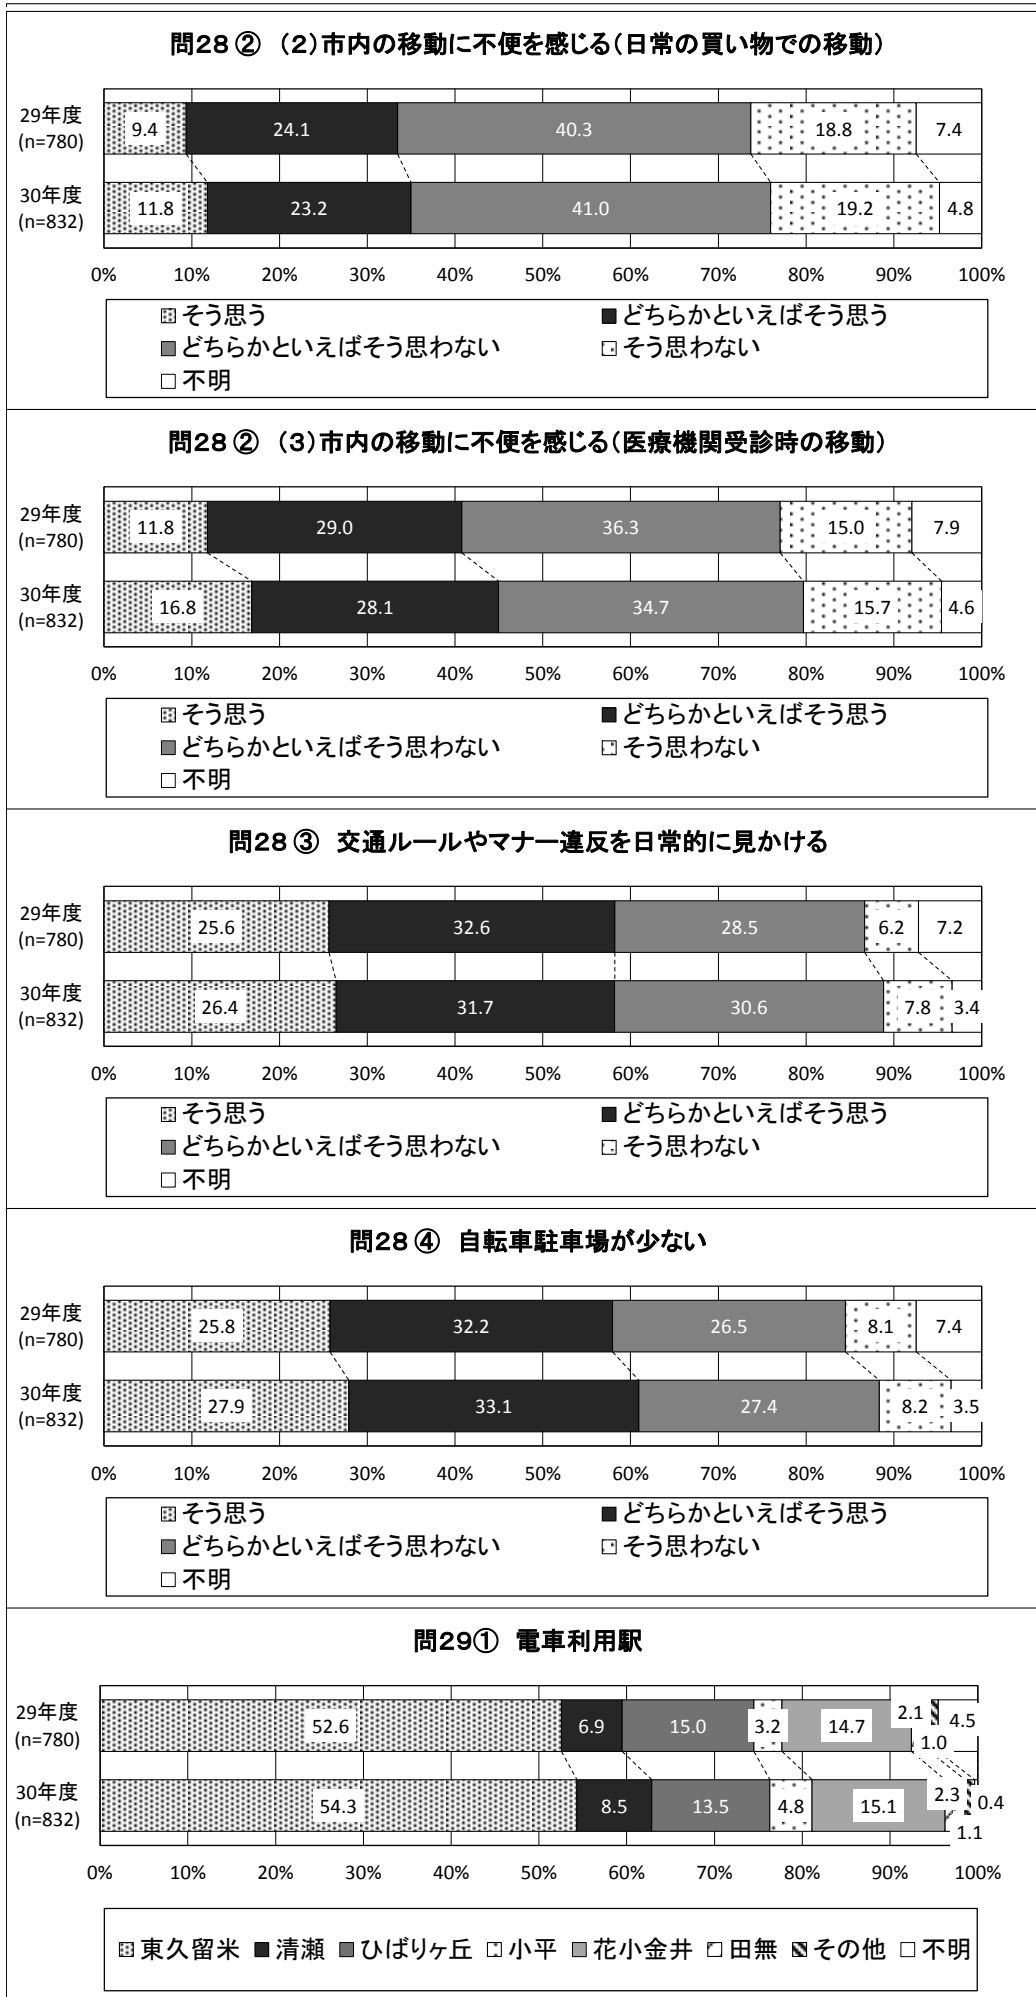 問28② （2）市内の移動に不便を感じる（日常の買い物での移動）
29年度
(n=780)
9.4 24.1 40.3 18.8 7.4
30年度
(n=832)
11.8 23.2 41.0 19.2 4.8
0% 10% 20% 30% 40% 50% 60% 70% 80% 90% 100%
そう思う どちらかといえばそう思う
どちらかといえばそう思わない そう思わない
不明
問28② （3）市内の移動に不便を感じる（医療機関受診時の移動）
29年度
(n=780)
11.8 29.0 36.3 15.0 7.9
30年度
(n=832)
16.8 28.1 34.7 15.7 4.6
0% 10% 20% 30% 40% 50% 60% 70% 80% 90% 100%
そう思う どちらかといえばそう思う
どちらかといえばそう思わない そう思わない
不明
問28③ 交通ルールやマナー違反を日常的に見かける
29年度
(n=780)
25.6 32.6 28.5 6.2 7.2
30年度
(n=832)
26.4 31.7 30.6 7.8 3.4
0% 10% 20% 30% 40% 50% 60% 70% 80% 90% 100%
そう思う どちらかといえばそう思う
どちらかといえばそう思わない そう思わない
不明
問28④ 自転車駐車場が少ない
29年度
(n=780)
25.8 32.2 26.5 8.1 7.4
30年度
(n=832)
27.9 33.1 27.4 8.2 3.5
0% 10% 20% 30% 40% 50% 60% 70% 80% 90% 100%
そう思う どちらかといえばそう思う
どちらかといえばそう思わない そう思わない
不明
問29① 電車利用駅
29年度
(n=780)
52.6 6.9 15.0 3.2 14.7 2.1 1.0 4.5
30年度
(n=832)
54.3 8.5 13.5 4.8 15.1 2.3 1.1 0.4
0% 10% 20% 30% 40% 50% 60% 70% 80% 90% 100%
東久留米 清瀬 ひばりヶ丘 小平 花小金井 田無 その他 不明